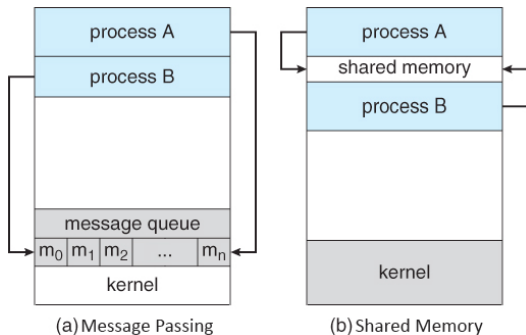 process A
process B
message queue
m0 m1 m2 ... mn
kernel
(a) Message Passing
process A
shared memory
process B
kernel
(b) Shared Memory